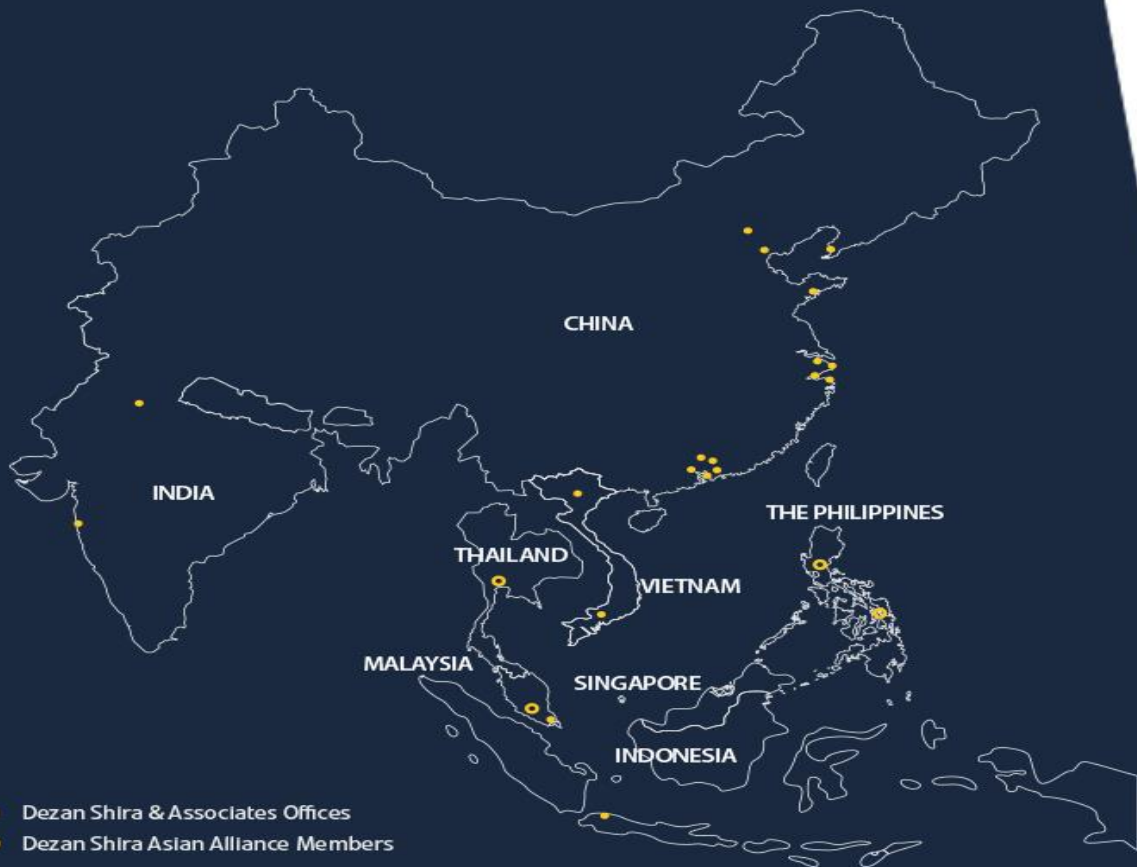 CHINA
INDIA
THE PHILIPPINES
THAILAND
VIETNAM
MALAYSIA
SINGAPORE
INDONESIA
Dezan Shira & Associates Offices
Dezan Shira Asian Alliance Members